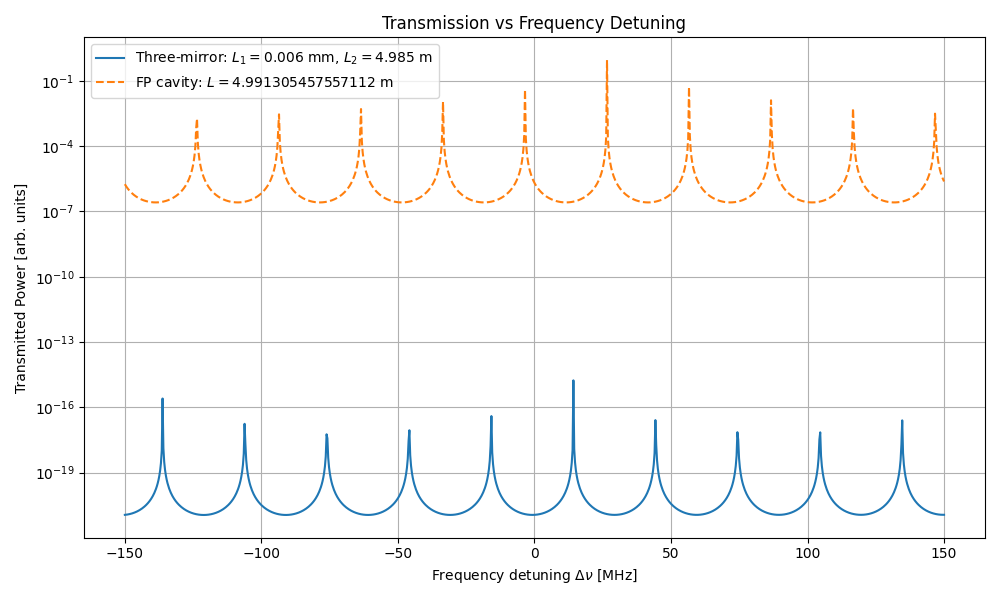 Transmission vs Frequency Detuning
Three-mirror: L₁ = 0.006 mm, L₂ = 4.985 m
FP cavity: L = 4.991305457557112 m
Transmitted Power [arb. units]
10⁻¹
10⁻⁴
10⁻⁷
10⁻¹⁰
10⁻¹³
10⁻¹⁶
10⁻¹⁹
−150 −100 −50 0 50 100 150
Frequency detuning Δν [MHz]